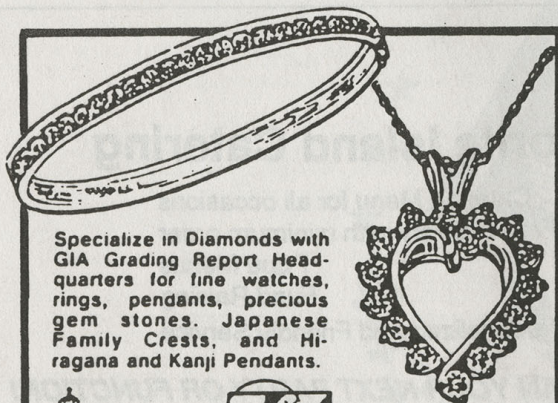 Specialize in Diamonds with
GIA Grading Report Head-
quarters for fine watches,
rings, pendants, precious
gem stones, Japanese
Family Crests, and Hi-
ragana and Kanji Pendants.